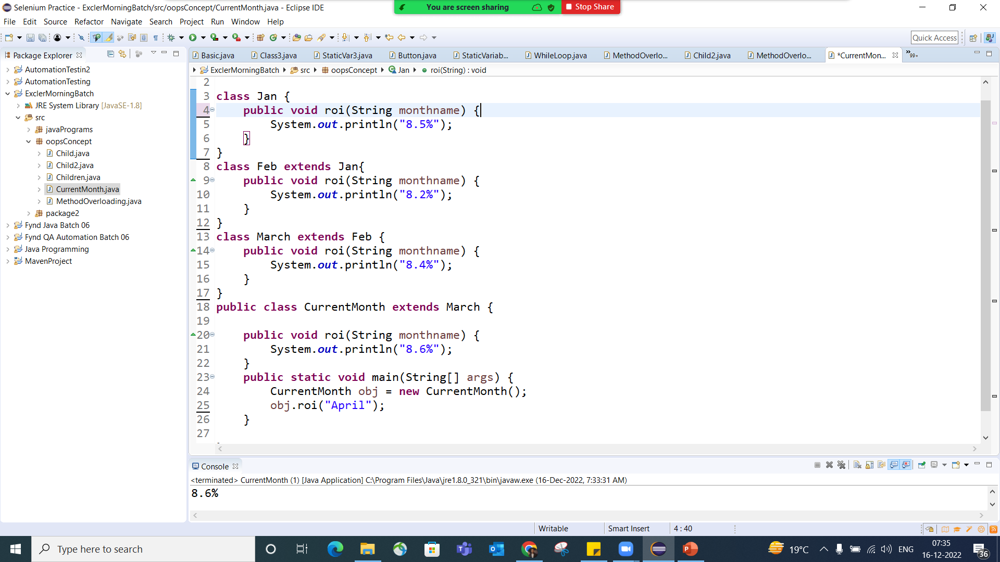 Selenium Practice - ExclerMorningBatch/src/oopsConcept/CurrentMonth.java - Eclipse IDE
You are screen sharing
Stop Share
File Edit Source Refactor Navigate Search Project Run Window Help
Quick Access
Package Explorer
AutomationTestin2
AutomationTesting
ExclerMorningBatch
JRE System Library [JavaSE-1.8]
src
javaPrograms
oopsConcept
Child.java
Child2.java
Children.java
CurrentMonth.java
MethodOverloading.java
package2
Fynd Java Batch 06
Fynd QA Automation Batch 06
Java Programming
MavenProject
Basic.java Class3.java StaticVar3.java Button.java StaticVariab... WhileLoop.java MethodOverlo... Child2.java MethodOverlo... *CurrentMon... »99+
ExclerMorningBatch src oopsConcept Jan roi(String) : void
2
3 class Jan {
4 public void roi(String monthname) {
5 System.out.println("8.5%");
6 }
7 }
8 class Feb extends Jan{
9 public void roi(String monthname) {
10 System.out.println("8.2%");
11 }
12 }
13 class March extends Feb {
14 public void roi(String monthname) {
15 System.out.println("8.4%");
16 }
17 }
18 public class CurrentMonth extends March {
19
20 public void roi(String monthname) {
21 System.out.println("8.6%");
22 }
23 public static void main(String[] args) {
24 CurrentMonth obj = new CurrentMonth();
25 obj.roi("April");
26 }
27
Console
<terminated> CurrentMonth (1) [Java Application] C:\Program Files\Java\jre1.8.0_321\bin\javaw.exe (16-Dec-2022, 7:33:31 AM)
8.6%
Writable Smart Insert 4 : 40
Type here to search
19°C ENG
07:35
16-12-2022
36